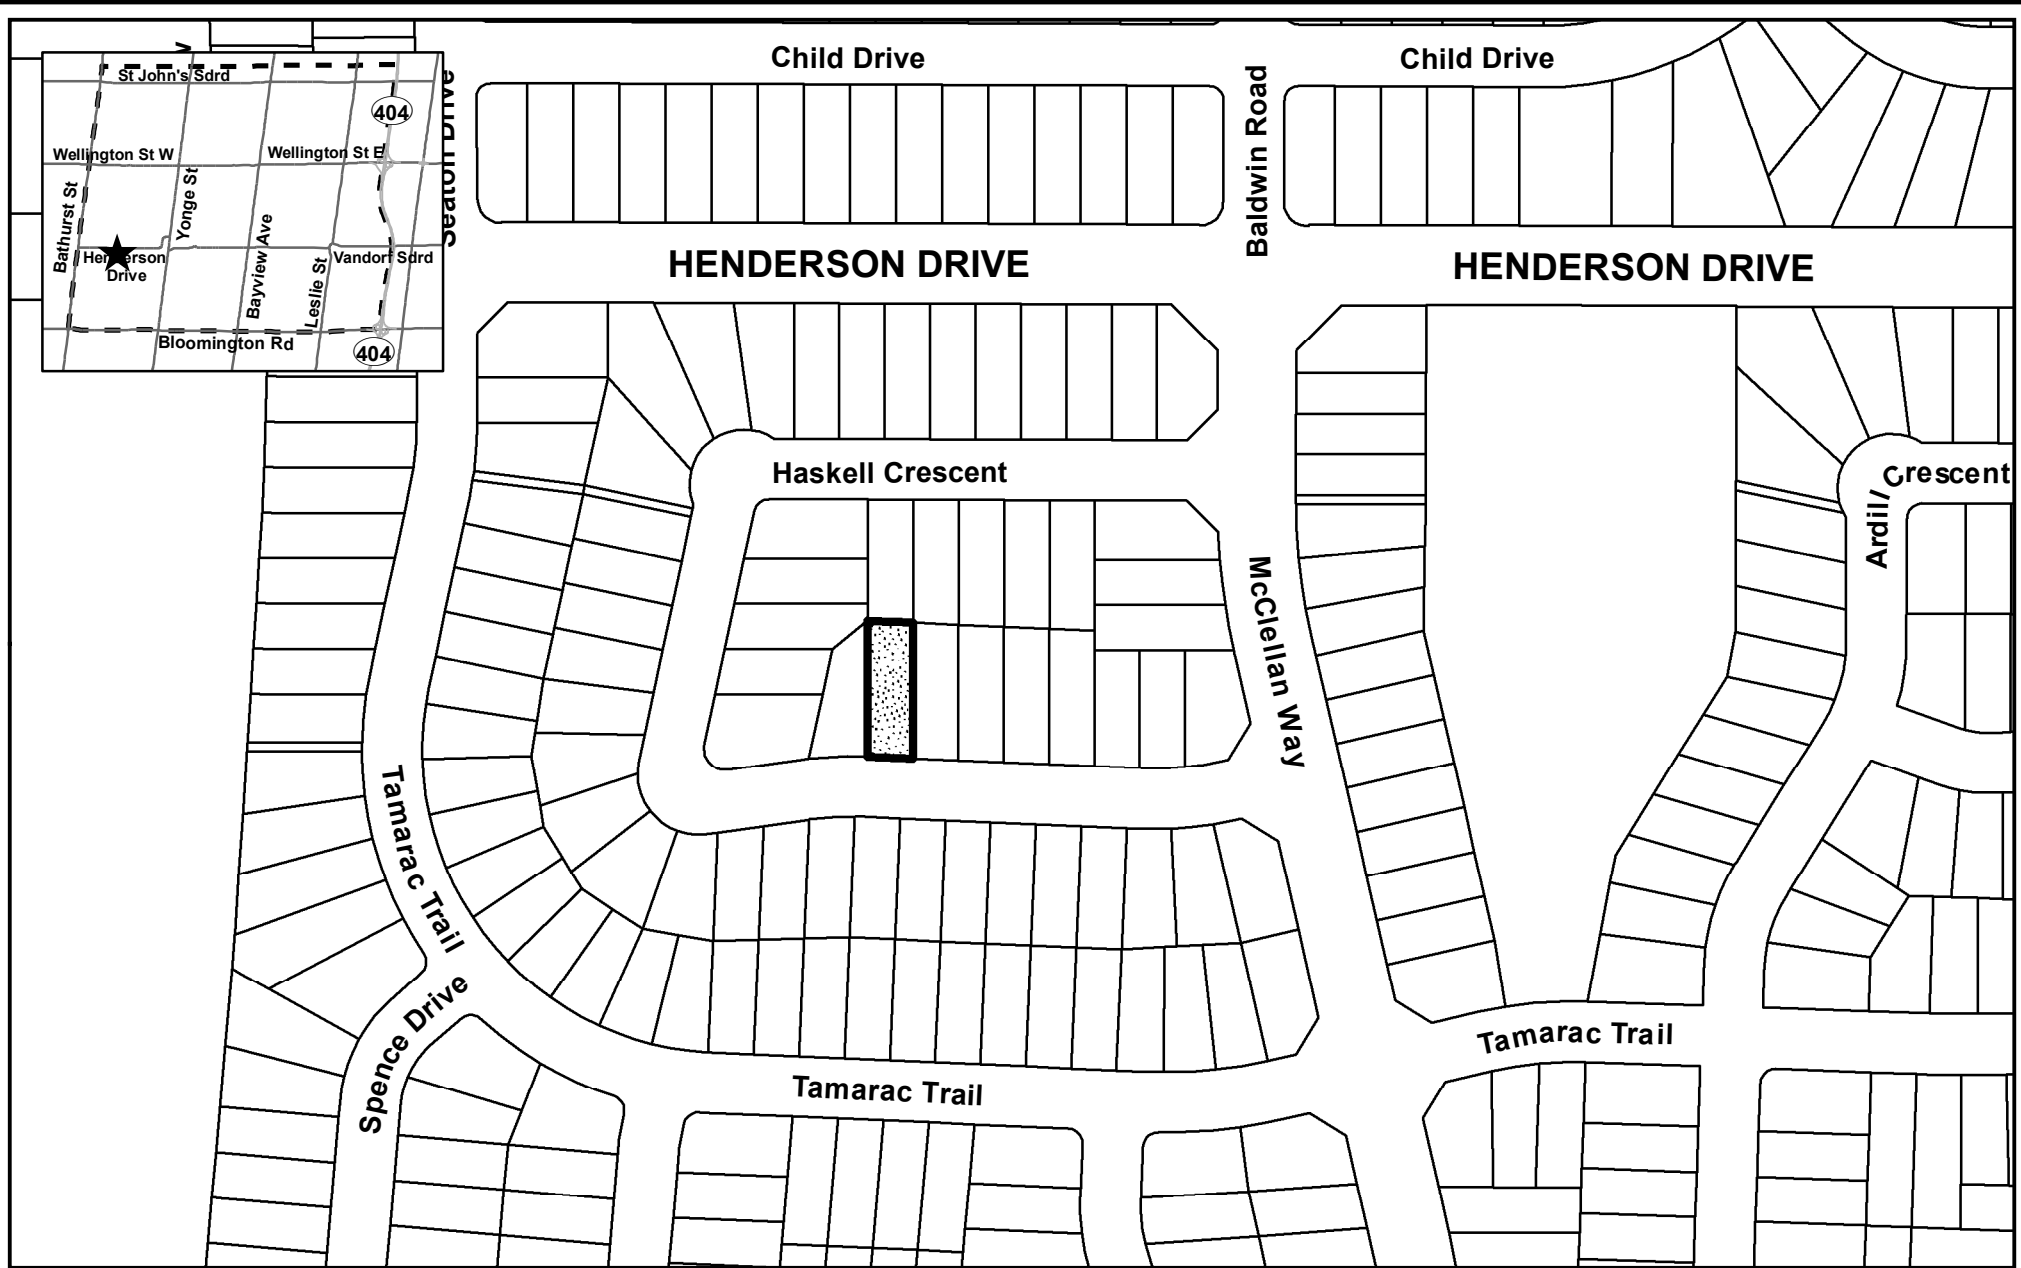 Child Drive
Child Drive
St John's Sdrd
404
Wellington St W
Wellington St E
Bathurst St
Yonge St
Bayview Ave
Leslie St
Henderson
Drive
Vandorf Sdrd
Bloomington Rd
404
Seaton Drive
Baldwin Road
HENDERSON DRIVE
HENDERSON DRIVE
Haskell Crescent
Ardill Crescent
McClellan Way
Tamarac Trail
Spence Drive
Tamarac Trail
Tamarac Trail